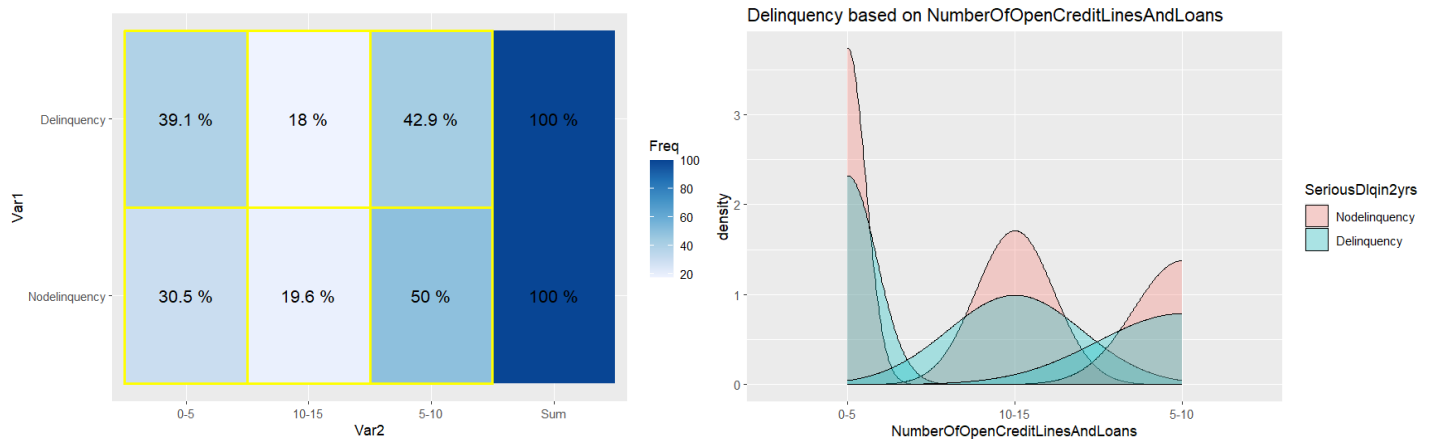 Delinquency
39.1 %
18 %
42.9 %
100 %
Nodelinquency
30.5 %
19.6 %
50 %
100 %
Var1
0-5
10-15
5-10
Sum
Var2
Freq
100
80
60
40
20
Delinquency based on NumberOfOpenCreditLinesAndLoans
3
2
1
0
density
0-5
10-15
5-10
NumberOfOpenCreditLinesAndLoans
SeriousDlqin2yrs
Nodelinquency
Delinquency